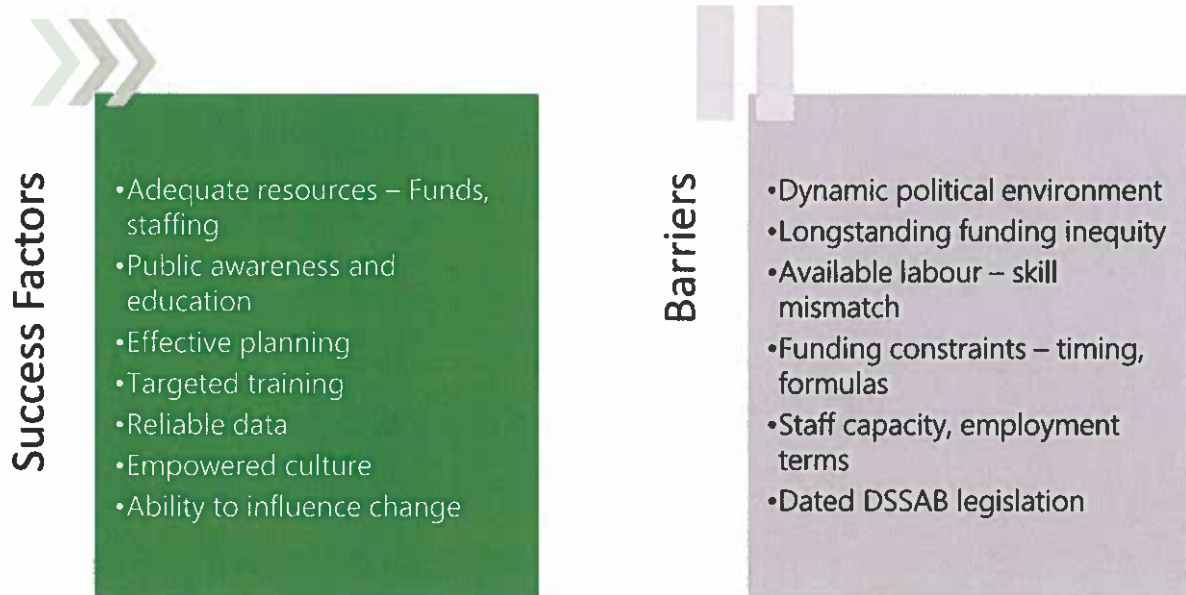 Success Factors
•Adequate resources – Funds,
staffing
•Public awareness and
education
•Effective planning
•Targeted training
•Reliable data
•Empowered culture
•Ability to influence change
Barriers
•Dynamic political environment
•Longstanding funding inequity
•Available labour – skill
mismatch
•Funding constraints – timing,
formulas
•Staff capacity, employment
terms
•Dated DSSAB legislation